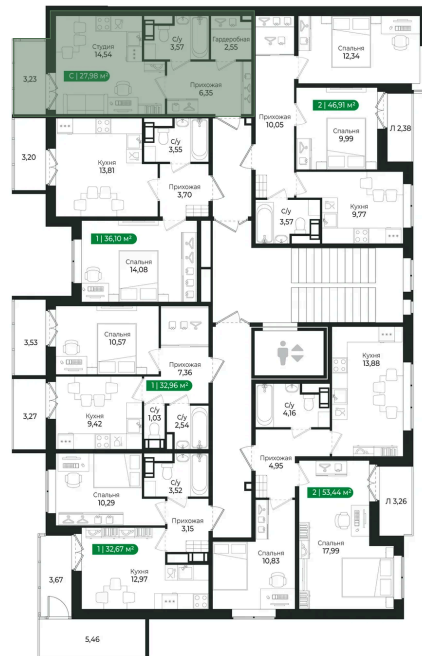 Студия
14,54
С | 27,98 м²
3,23
С/у
3,57
Гардеробная
2,55
Прихожая
6,35
Спальня
12,34
2 | 46,91 м²
Спальня
9,99
Л 2,38
Прихожая
10,05
С/у
3,57
Кухня
9,77
3,20
Кухня
13,81
С/у
3,55
Прихожая
3,70
1 | 36,10 м²
Спальня
14,08
3,53
Спальня
10,57
Прихожая
7,36
1 | 32,96 м²
3,27
Кухня
9,42
С/у
1,03
С/у
2,54
Кухня
13,88
С/у
4,16
Прихожая
4,95
2 | 53,44 м²
Спальня
17,99
Л 3,26
Спальня
10,83
Спальня
10,29
С/у
3,52
Прихожая
3,15
1 | 32,67 м²
Кухня
12,97
3,67
5,46